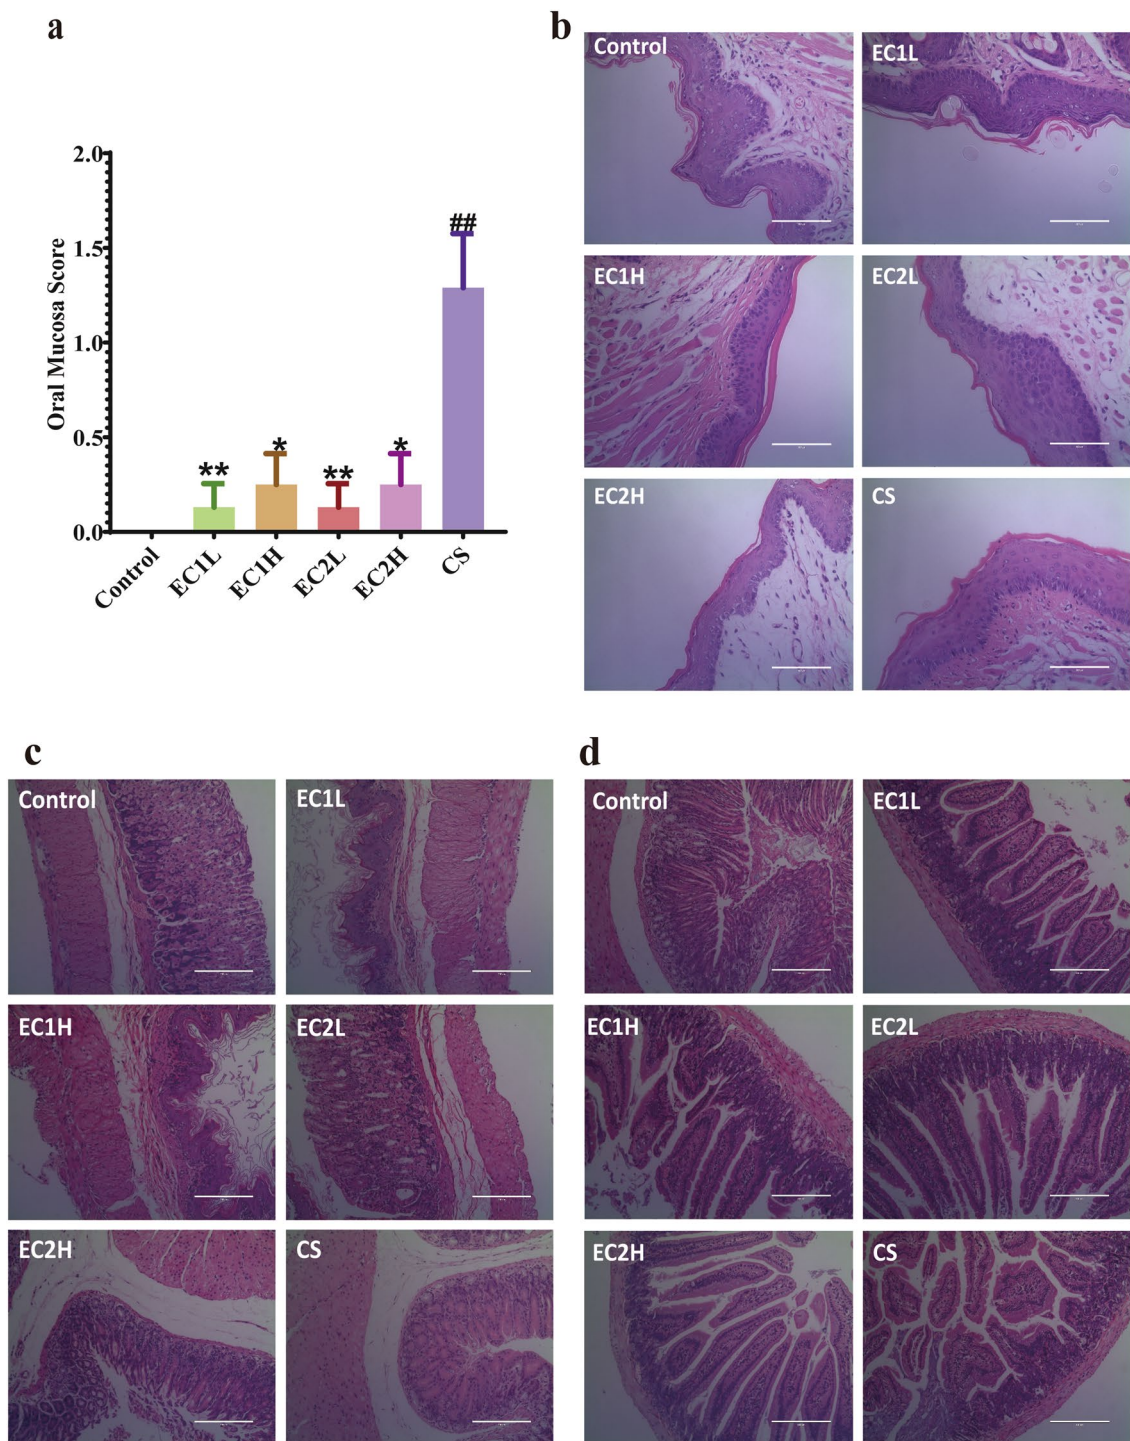 a
Oral Mucosa Score
2.0
1.5
1.0
0.5
0.0
** * ** * ##
Control EC1L EC1H EC2L EC2H CS
b
Control EC1L
EC1H EC2L
EC2H CS
c
Control EC1L
EC1H EC2L
EC2H CS
d
Control EC1L
EC1H EC2L
EC2H CS